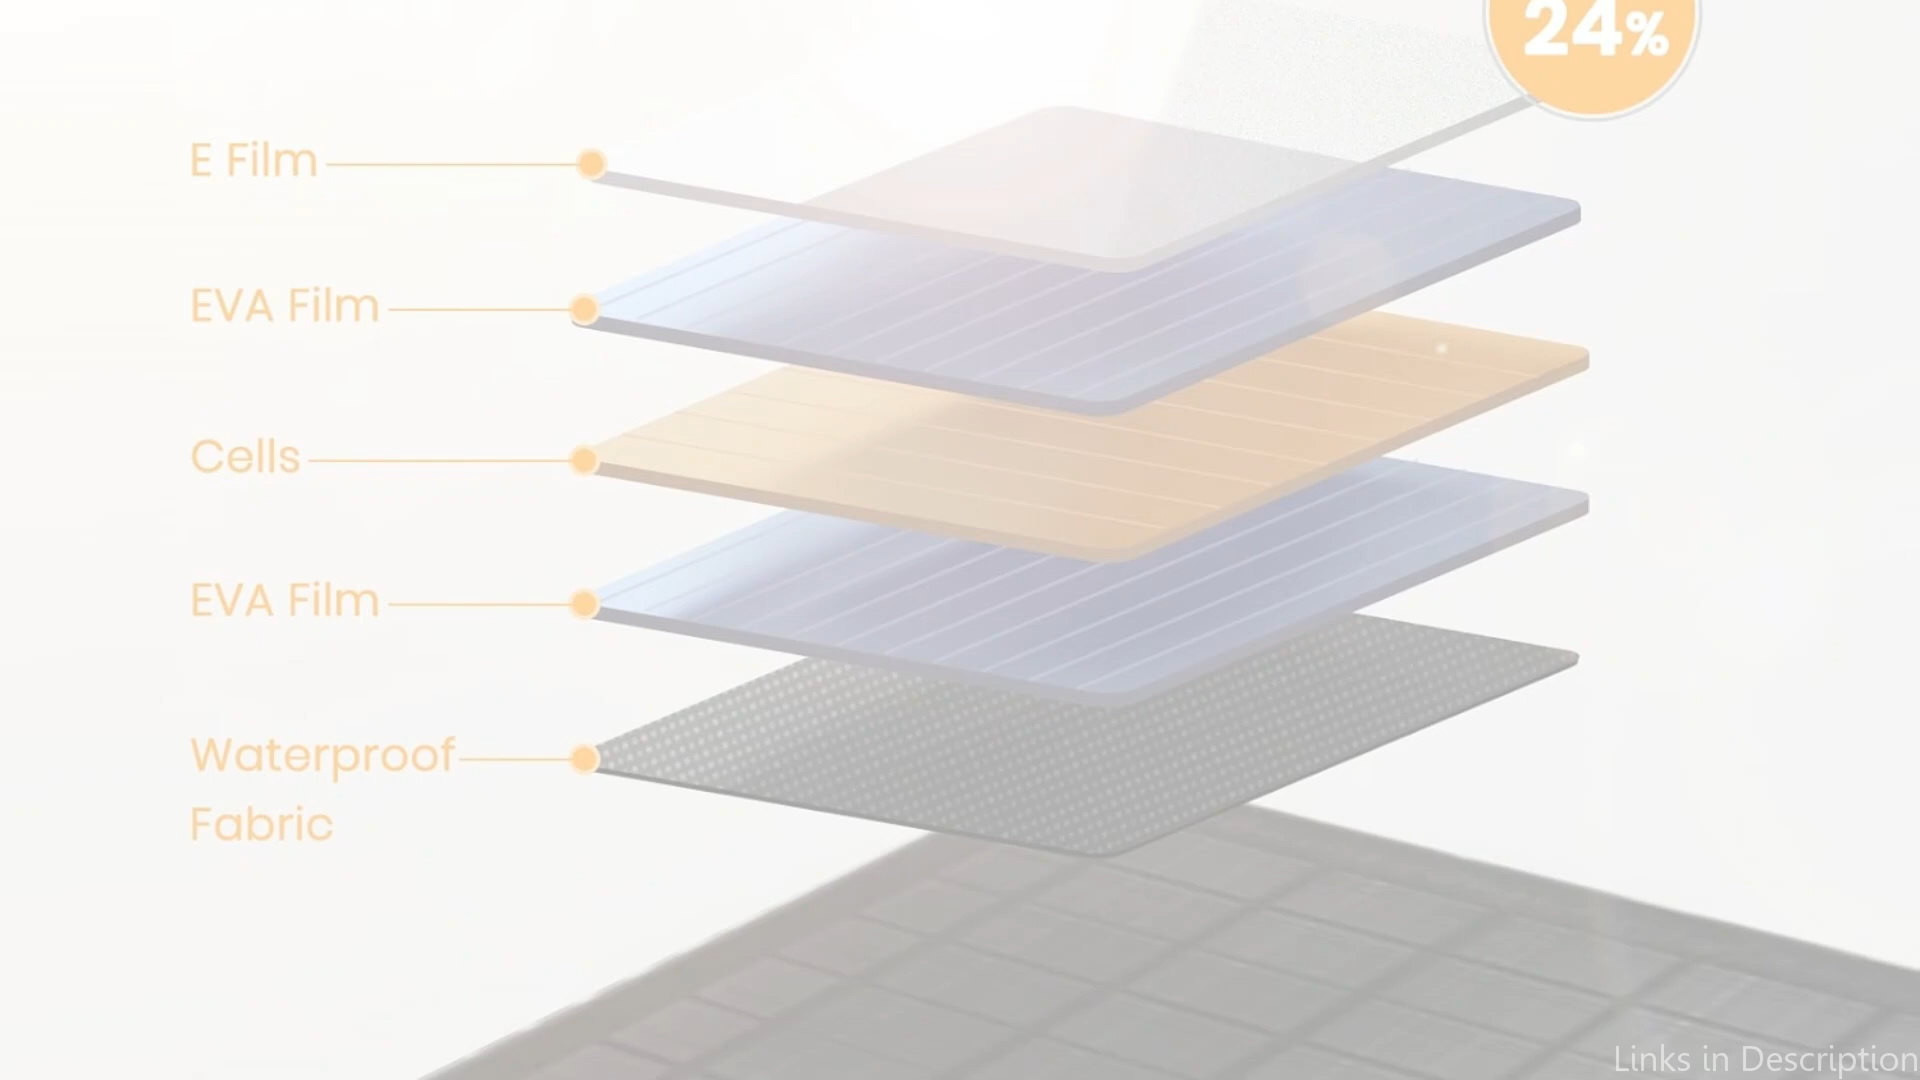 24%
E Film
EVA Film
Cells
EVA Film
Waterproof
Fabric
Links in Description